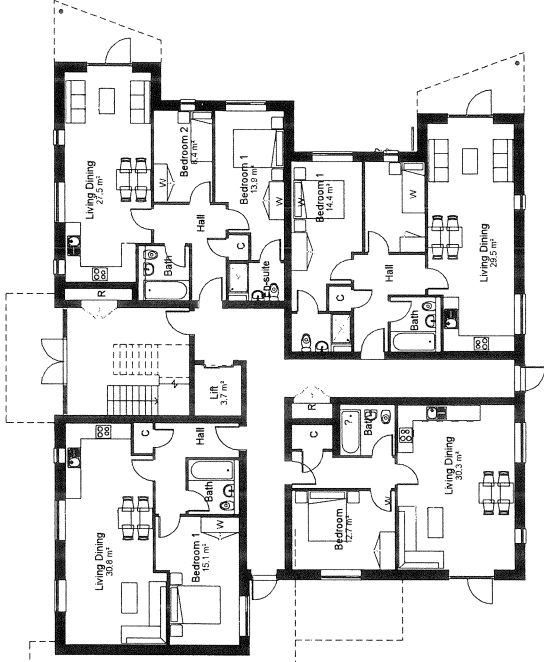 Living Dining
27.5 m²
Bedroom 2
8.4 m²
Bedroom 1
13.9 m²
W
W
Hall
Bath
C
En-suite
R
Bedroom 1
14.4 m²
W
W
Living Dining
29.5 m²
Hall
C
Bath
Lift
3.7 m²
R
C
Hall
Bath
Living Dining
30.8 m²
Bedroom 1
15.1 m²
W
C
?
Bath
Living Dining
30.3 m²
Bedroom
12.7 m²
W